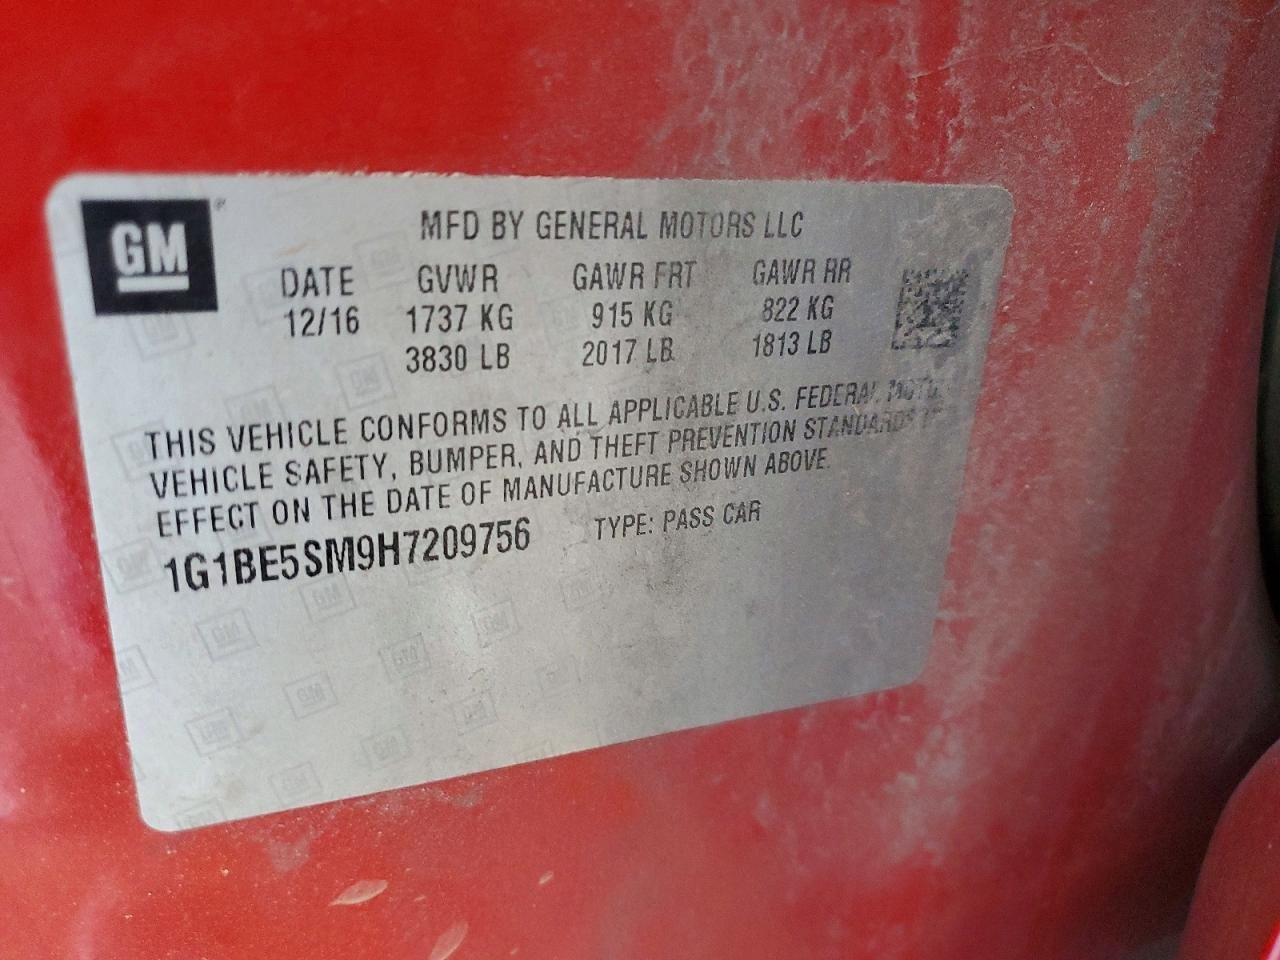 GM
MFD BY GENERAL MOTORS LLC
DATE GVWR GAWR FRT GAWR RR
12/16 1737 KG 915 KG 822 KG
3830 LB 2017 LB 1813 LB
THIS VEHICLE CONFORMS TO ALL APPLICABLE U.S. FEDERAL
VEHICLE SAFETY, BUMPER, AND THEFT PREVENTION STANDARDS
EFFECT ON THE DATE OF MANUFACTURE SHOWN ABOVE.
1G1BE5SM9H7209756 TYPE: PASS CAR